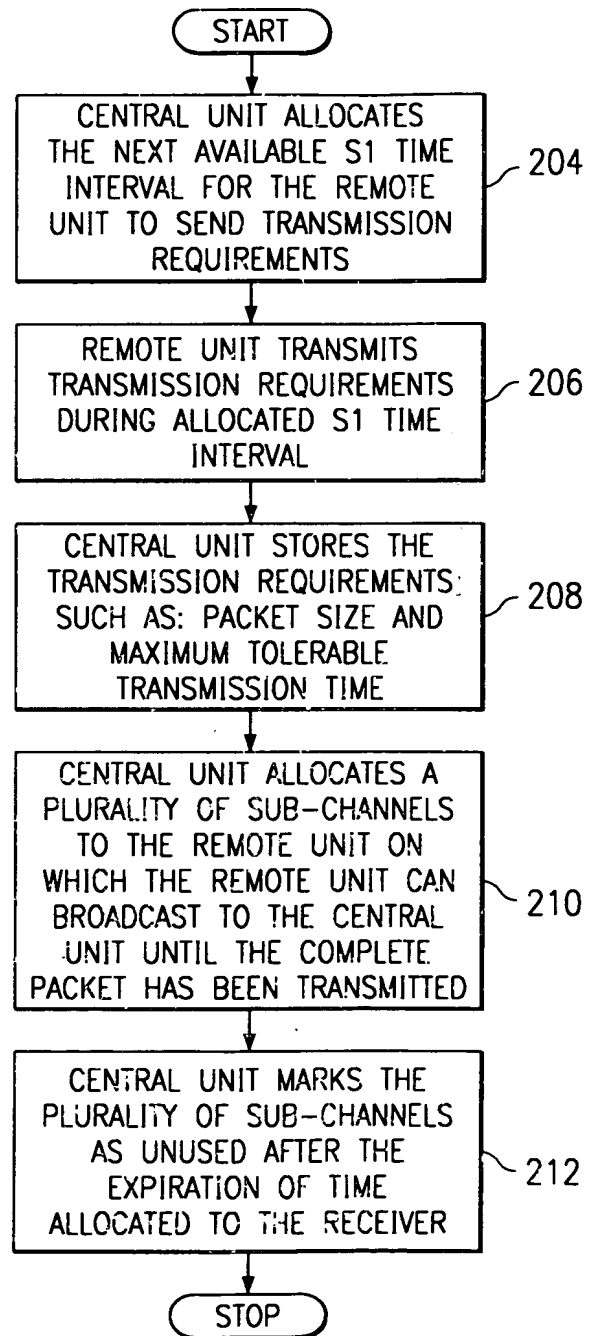 START
CENTRAL UNIT ALLOCATES
THE NEXT AVAILABLE S1 TIME
INTERVAL FOR THE REMOTE
UNIT TO SEND TRANSMISSION
REQUIREMENTS
204
REMOTE UNIT TRANSMITS
TRANSMISSION REQUIREMENTS
DURING ALLOCATED S1 TIME
INTERVAL
206
CENTRAL UNIT STORES THE
TRANSMISSION REQUIREMENTS
SUCH AS: PACKET SIZE AND
MAXIMUM TOLERABLE
TRANSMISSION TIME
208
CENTRAL UNIT ALLOCATES A
PLURALITY OF SUB-CHANNELS
TO THE REMOTE UNIT ON
WHICH THE REMOTE UNIT CAN
BROADCAST TO THE CENTRAL
UNIT UNTIL THE COMPLETE
PACKET HAS BEEN TRANSMITTED
210
CENTRAL UNIT MARKS THE
PLURALITY OF SUB-CHANNELS
AS UNUSED AFTER THE
EXPIRATION OF TIME
ALLOCATED TO THE RECEIVER
212
STOP